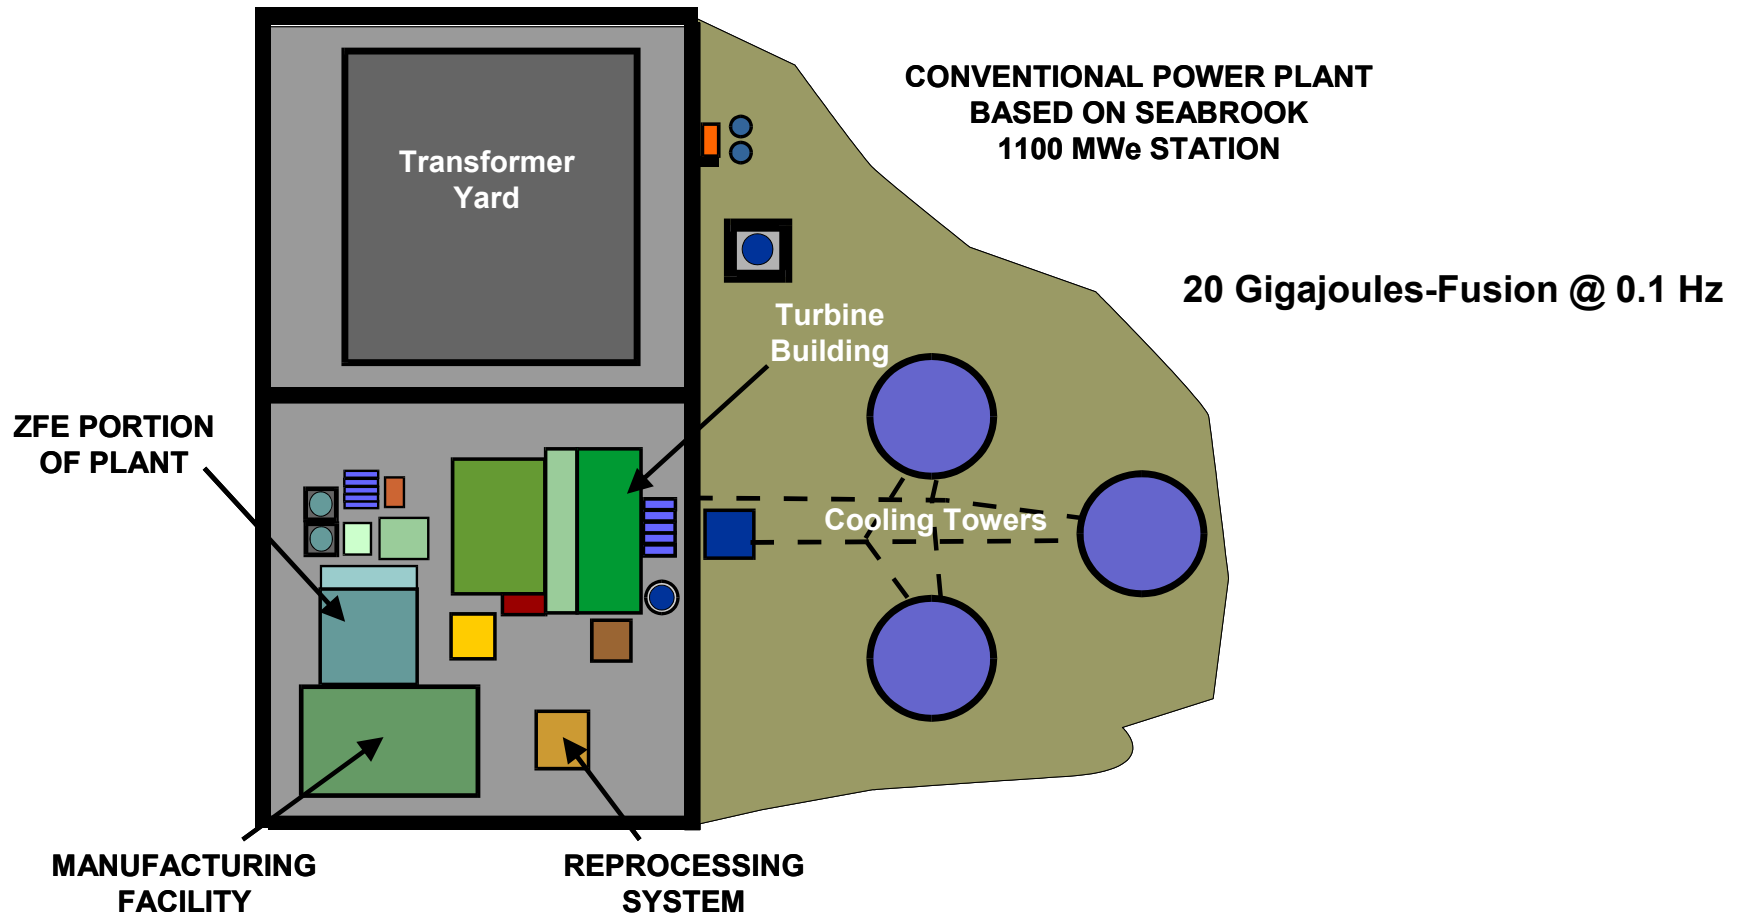 CONVENTIONAL POWER PLANT
BASED ON SEABROOK
1100 MWe STATION
Transformer
Yard
20 Gigajoules-Fusion @ 0.1 Hz
Turbine
Building
ZFE PORTION
OF PLANT
Cooling Towers
MANUFACTURING
FACILITY
REPROCESSING
SYSTEM